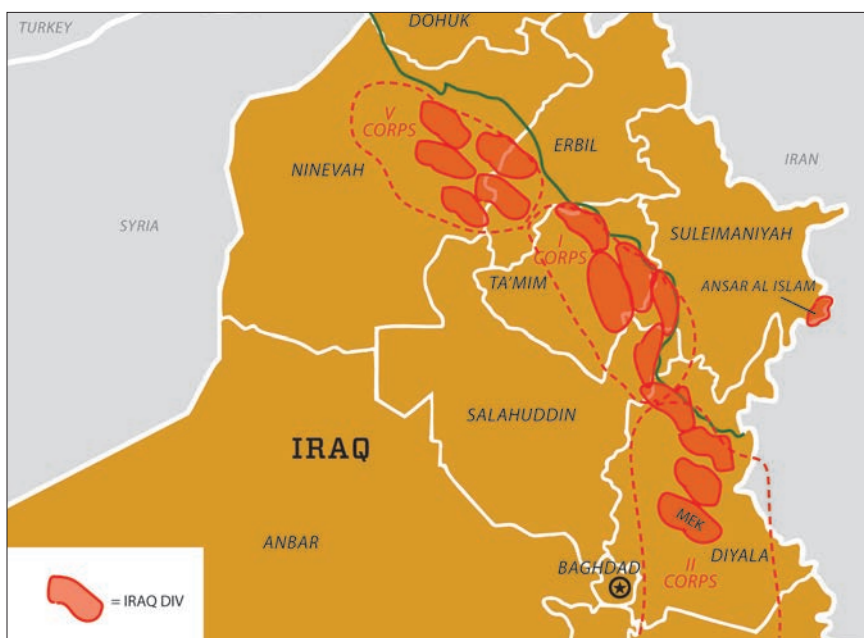 TURKEY
DOHUK
V
CORPS
ERBIL
IRAN
NINEVAH
SYRIA
SULEIMANIYAH
I
CORPS
TA'MIM
ANSAR AL ISLAM
SALAHUDDIN
IRAQ
MEK
ANBAR
DIYALA
BAGHDAD
II
CORPS
= IRAQ DIV